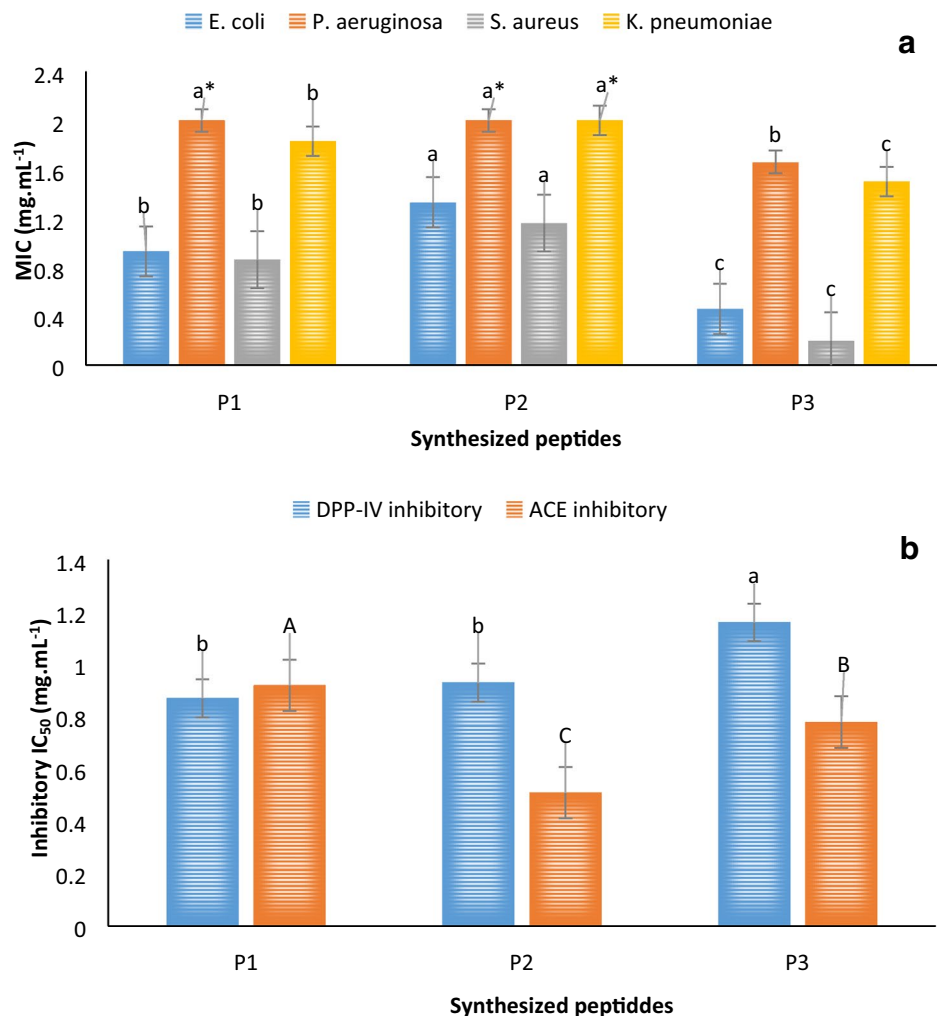 E. coli P. aeruginosa S. aureus K. pneumoniae
a
2.4
2
1.6
1.2
0.8
0.4
0
MIC (mg.mL-1)
b a* b b
a a* a a*
c b c c
P1 P2 P3
Synthesized peptides
DPP-IV inhibitory ACE inhibitory
b
1.4
1.2
1
0.8
0.6
0.4
0.2
0
Inhibitory IC50 (mg.mL-1)
b A b C a B
P1 P2 P3
Synthesized peptiddes